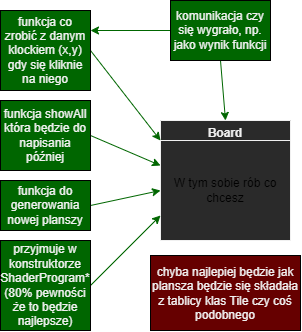 funkcja co
zrobić z danym
klockiem (x,y)
gdy się kliknie
na niego
komunikacja czy
się wygrało, np.
jako wynik funkcji
funkcja showAll
która będzie do
napisania
później
Board
W tym sobie rób co
chcesz
funkcja do
generowania
nowej planszy
przyjmuje w
konstruktorze
ShaderProgram*
(80% pewności
że to będzie
najlepsze)
chyba najlepiej będzie jak
plansza będzie się składała
z tablicy klas Tile czy coś
podobnego